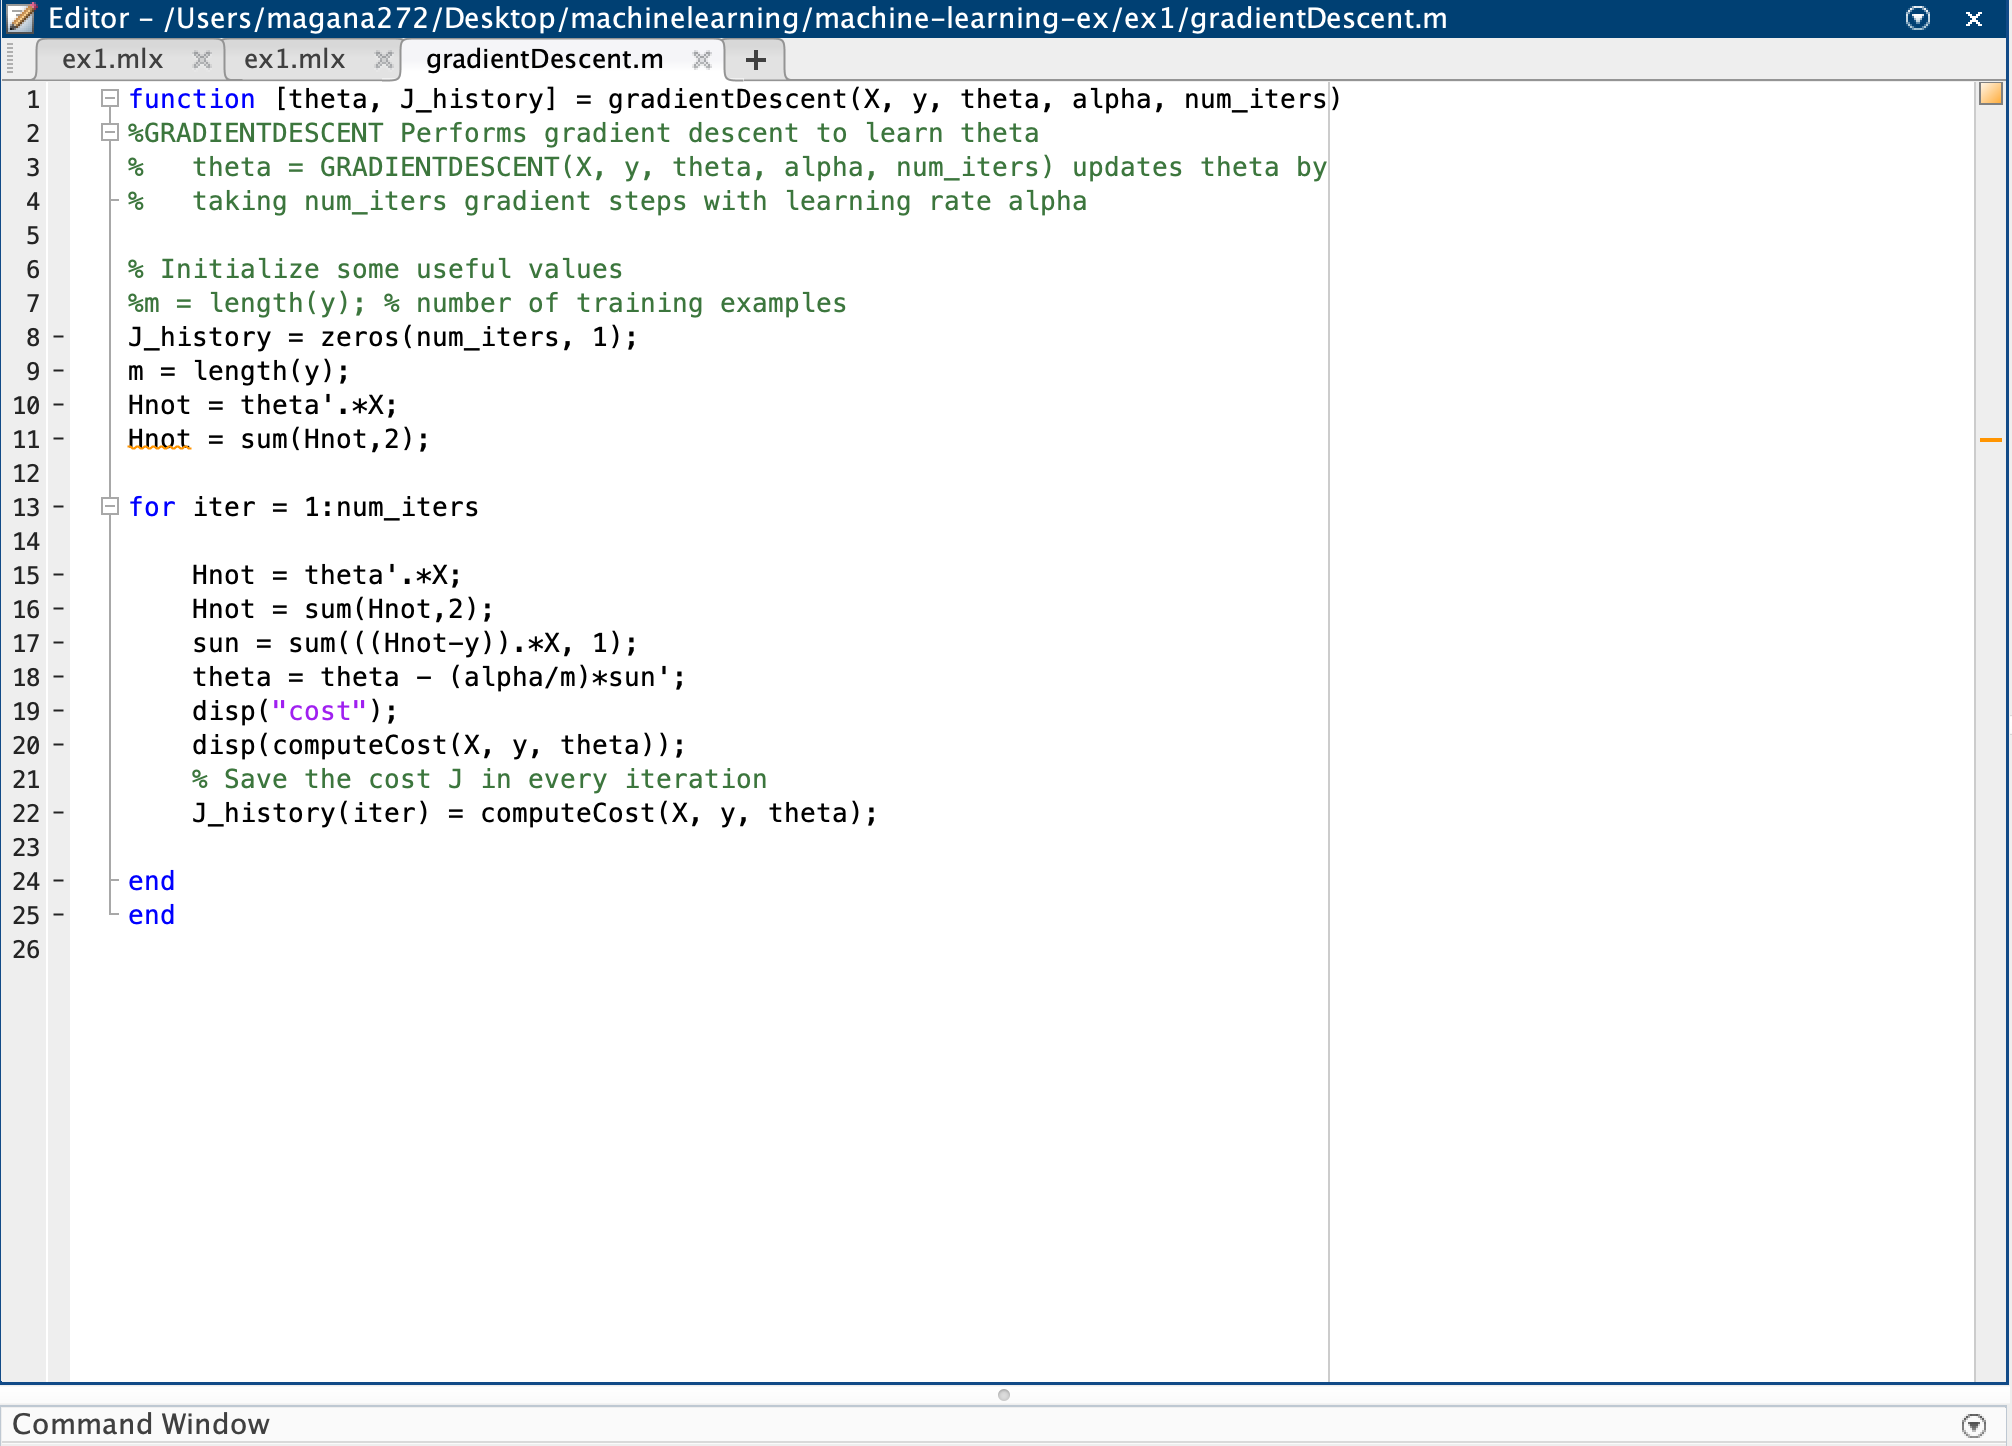 Editor - /Users/magana272/Desktop/machinelearning/machine-learning-ex/ex1/gradientDescent.m
ex1.mlx ex1.mlx gradientDescent.m +
1 function [theta, J_history] = gradientDescent(X, y, theta, alpha, num_iters)
2 %GRADIENTDESCENT Performs gradient descent to learn theta
3 %   theta = GRADIENTDESCENT(X, y, theta, alpha, num_iters) updates theta by
4 %   taking num_iters gradient steps with learning rate alpha
5
6 % Initialize some useful values
7 %m = length(y); % number of training examples
8 - J_history = zeros(num_iters, 1);
9 - m = length(y);
10 - Hnot = theta'.*X;
11 - Hnot = sum(Hnot,2);
12
13 - for iter = 1:num_iters
14
15 -     Hnot = theta'.*X;
16 -     Hnot = sum(Hnot,2);
17 -     sun = sum(((Hnot-y)).*X, 1);
18 -     theta = theta - (alpha/m)*sun';
19 -     disp("cost");
20 -     disp(computeCost(X, y, theta));
21     % Save the cost J in every iteration
22 -     J_history(iter) = computeCost(X, y, theta);
23
24 - end
25 - end
26
Command Window